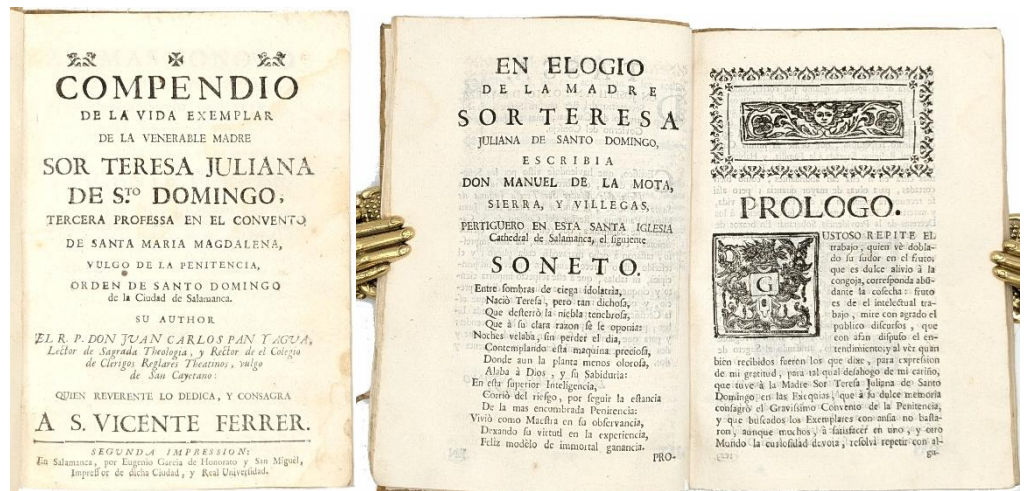 COMPENDIO
DE LA VIDA EXEMPLAR
DE LA VENERABLE MADRE
SOR TERESA JULIANA
DE S.TO DOMINGO,
TERCERA PROFESSA EN EL CONVENTO
DE SANTA MARIA MAGDALENA,
VULGO DE LA PENITENCIA,
ORDEN DE SANTO DOMINGO
de la Ciudad de Salamanca.
SU AUTHOR
EL R. P. DON JUAN CARLOS PAN Y AGUA,
Lector de Sagrada Theologia, y Rector de el Colegio
de Clerigos Reglares Theatinos, vulgo
de San Cayetano:
QUIEN REVERENTE LO DEDICA, Y CONSAGRA
A S. VICENTE FERRER.
SEGUNDA IMPRESSION:
En Salamanca, por Eugenio Garcia de Honorato y San Miguèl,
Impressor de dicha Ciudad, y Real Universidad.
EN ELOGIO
DE LA MADRE
SOR TERESA
JULIANA DE SANTO DOMINGO,
ESCRIBIA
DON MANUEL DE LA MOTA,
SIERRA, Y VILLEGAS,
PERTIGUERO EN ESTA SANTA IGLESIA
Cathedral de Salamanca, el siguiente
SONETO.
Entre sombras de ciega idolatria,
Naciò Teresa, pero tan dichosa,
Que desterrò la niebla tenebrosa,
Que à su clara razon se le oponia:
Noches velaba, sin perder el dia,
Contemplando esta maquina preciosa,
Donde aun la planta menos olorosa,
Alaba à Dios, y su Sabiduria:
En esta superior Inteligencia,
Corriò del riesgo, por seguir la estancia
De la mas encumbrada Penitencia:
Viviò como Maestra en su observancia,
Dexando su virtud en la experiencia,
Feliz modèlo de immortal ganancia.
PRO-
PROLOGO.
GUSTOSO REPITE EL
trabajo, quien vè dobla-
do su sudor en el fruto;
que es dulce alivio à la
congoja, corresponda abũ-
dante la cosecha: fruto
es de el intelectual tra-
bajo, mire con agrado el
publico discursos, que
con afan dispuso el en-
tendimiento; y al vèr quan
bien recibidos fueron los que dixe, para expression
de mi gratitud, para tal qual desahogo de mi cariño,
que tuve à la Madre Sor Teresa Juliana de Santo
Domingo, en las Exequias, que à su dulce memoria
consagrò el Gravissimo Convento de la Penitencia,
y que buscados los Exemplares con ansia no basta-
ron, aunque muchos, à satisfacer en uno, y otro
Mundo la curiosidad devota, resolvì repetir con al-
gu-